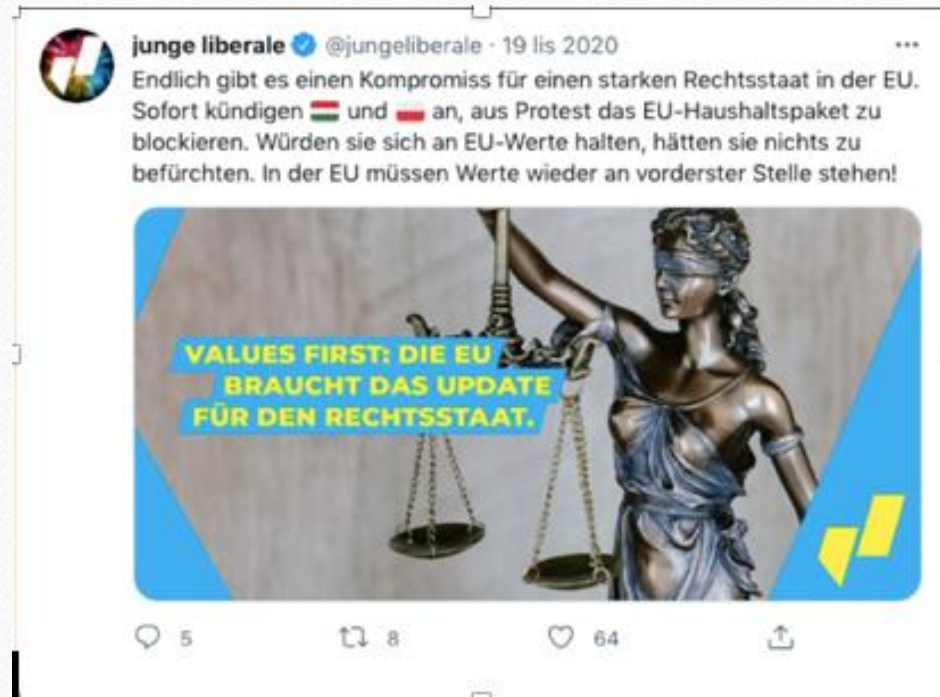 junge liberale @jungeliberale · 19 lis 2020
Endlich gibt es einen Kompromiss für einen starken Rechtsstaat in der EU.
Sofort kündigen 🇭🇺 und 🇵🇱 an, aus Protest das EU-Haushaltspaket zu
blockieren. Würden sie sich an EU-Werte halten, hätten sie nichts zu
befürchten. In der EU müssen Werte wieder an vorderster Stelle stehen!
VALUES FIRST: DIE EU
BRAUCHT DAS UPDATE
FÜR DEN RECHTSSTAAT.
5 8 64